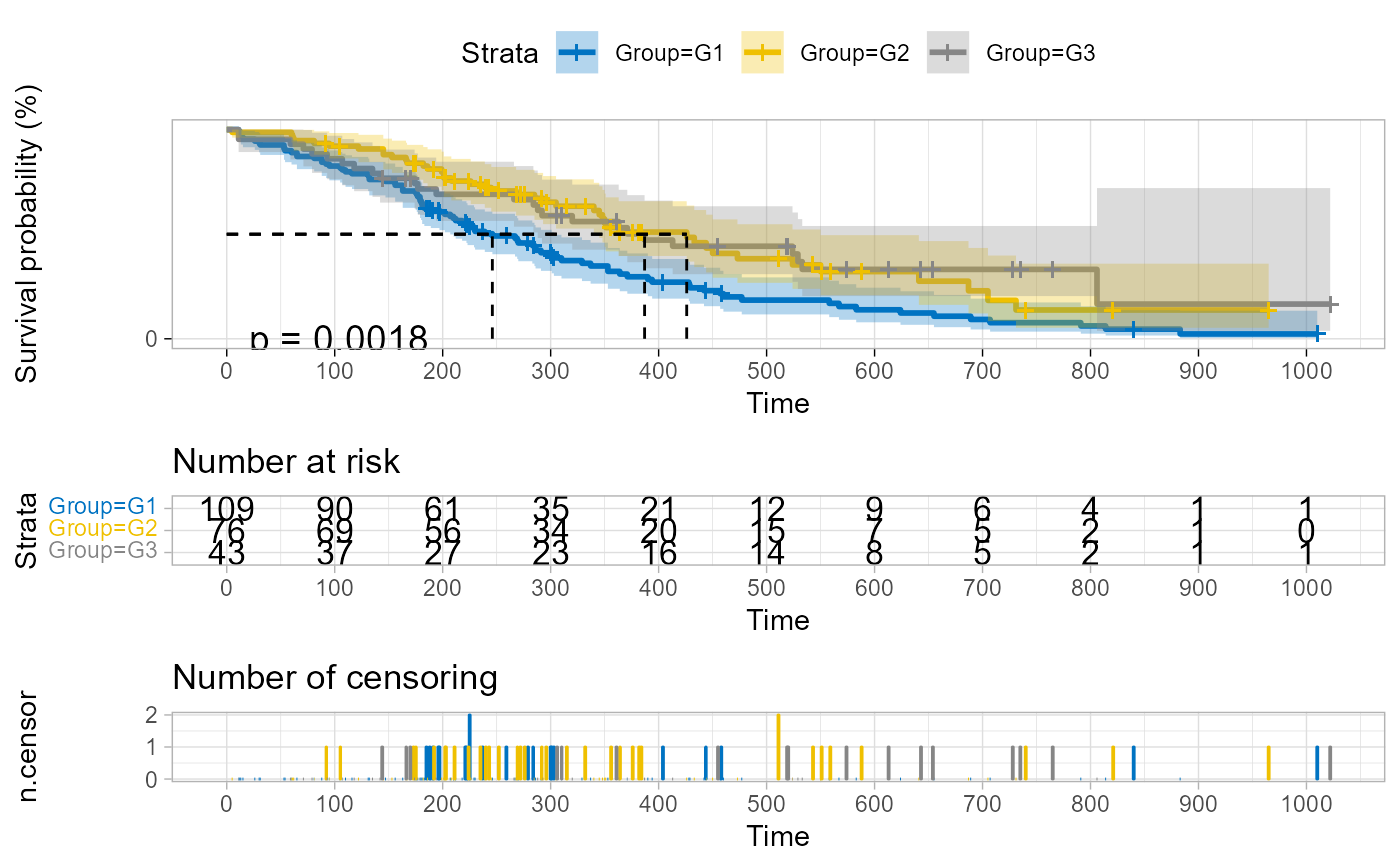 Strata Group=G1 Group=G2 Group=G3
Survival probability (%)
0
p = 0.0018
0 100 200 300 400 500 600 700 800 900 1000
Time
Number at risk
Strata
Group=G1 109 90 61 35 21 12 9 6 4 1 1
Group=G2 76 69 56 34 20 15 7 5 2 1 0
Group=G3 43 37 27 23 16 14 8 5 2 1 1
0 100 200 300 400 500 600 700 800 900 1000
Time
Number of censoring
n.censor
2
1
0
0 100 200 300 400 500 600 700 800 900 1000
Time